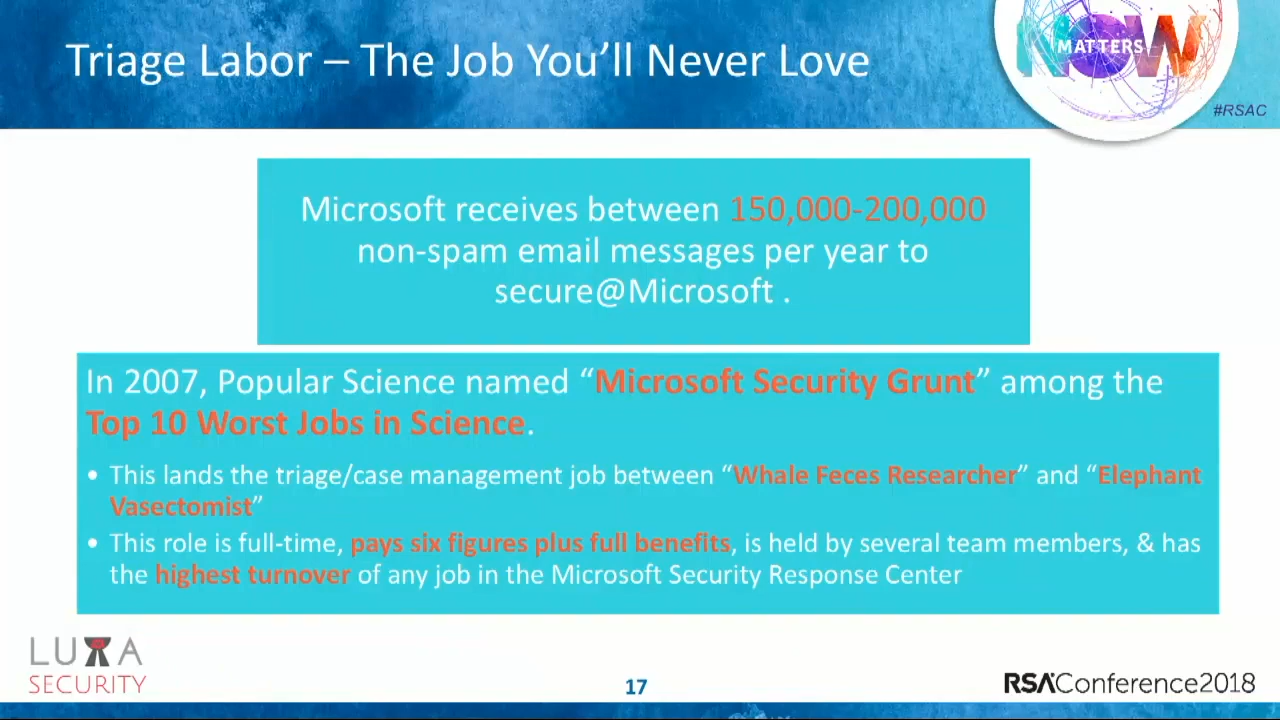 Triage Labor – The Job You’ll Never Love
NOW
MATTERS
#RSAC
Microsoft receives between 150,000-200,000
non-spam email messages per year to
secure@Microsoft .
In 2007, Popular Science named “Microsoft Security Grunt” among the
Top 10 Worst Jobs in Science.
• This lands the triage/case management job between “Whale Feces Researcher” and “Elephant
Vasectomist”
• This role is full-time, pays six figures plus full benefits, is held by several team members, & has
the highest turnover of any job in the Microsoft Security Response Center
LUTA
SECURITY
17
RSAConference2018